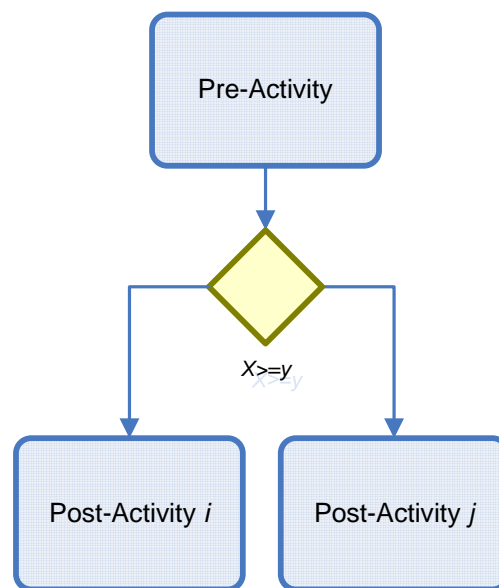 Pre-Activity
X>=y
X>=y
Post-Activity i
Post-Activity j